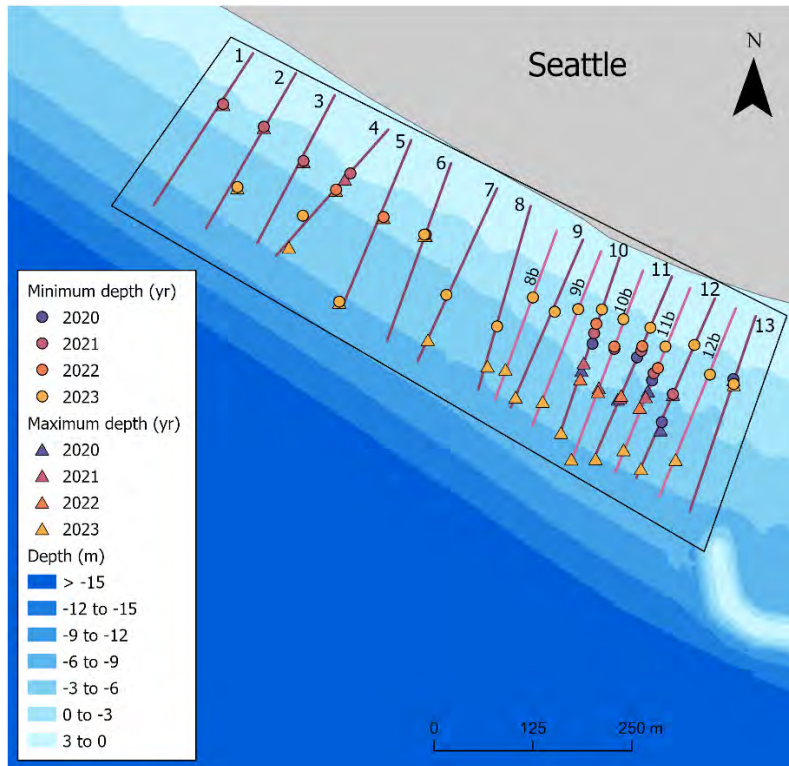 Seattle
N
1
2
3
4
5
6
7
8
9
10
11
12
13
8b
9b
10b
11b
12b
Minimum depth (yr)
2020
2021
2022
2023
Maximum depth (yr)
2020
2021
2022
2023
Depth (m)
> -15
-12 to -15
-9 to -12
-6 to -9
-3 to -6
0 to -3
3 to 0
0 125 250 m